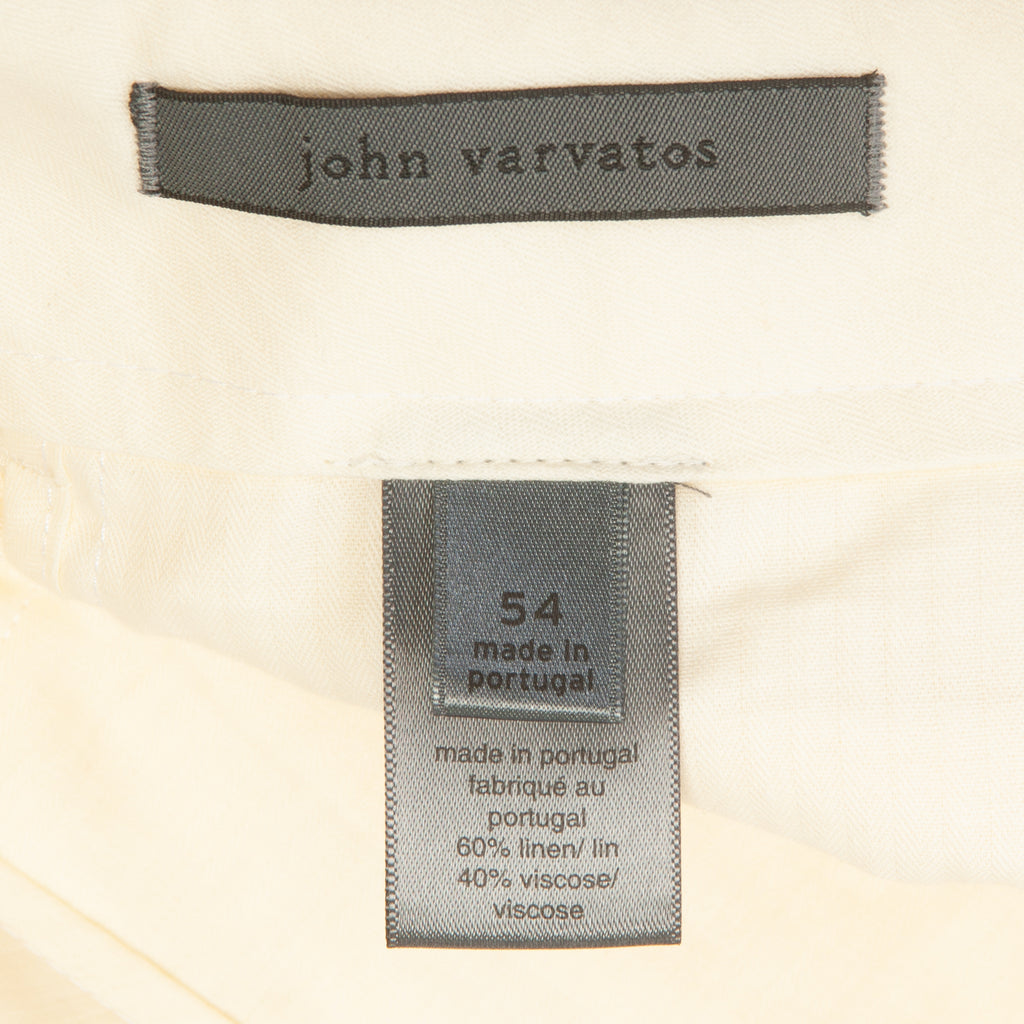 john varvatos
54
made in
portugal
made in portugal
fabriqué au
portugal
60% linen/ lin
40% viscose/
viscose